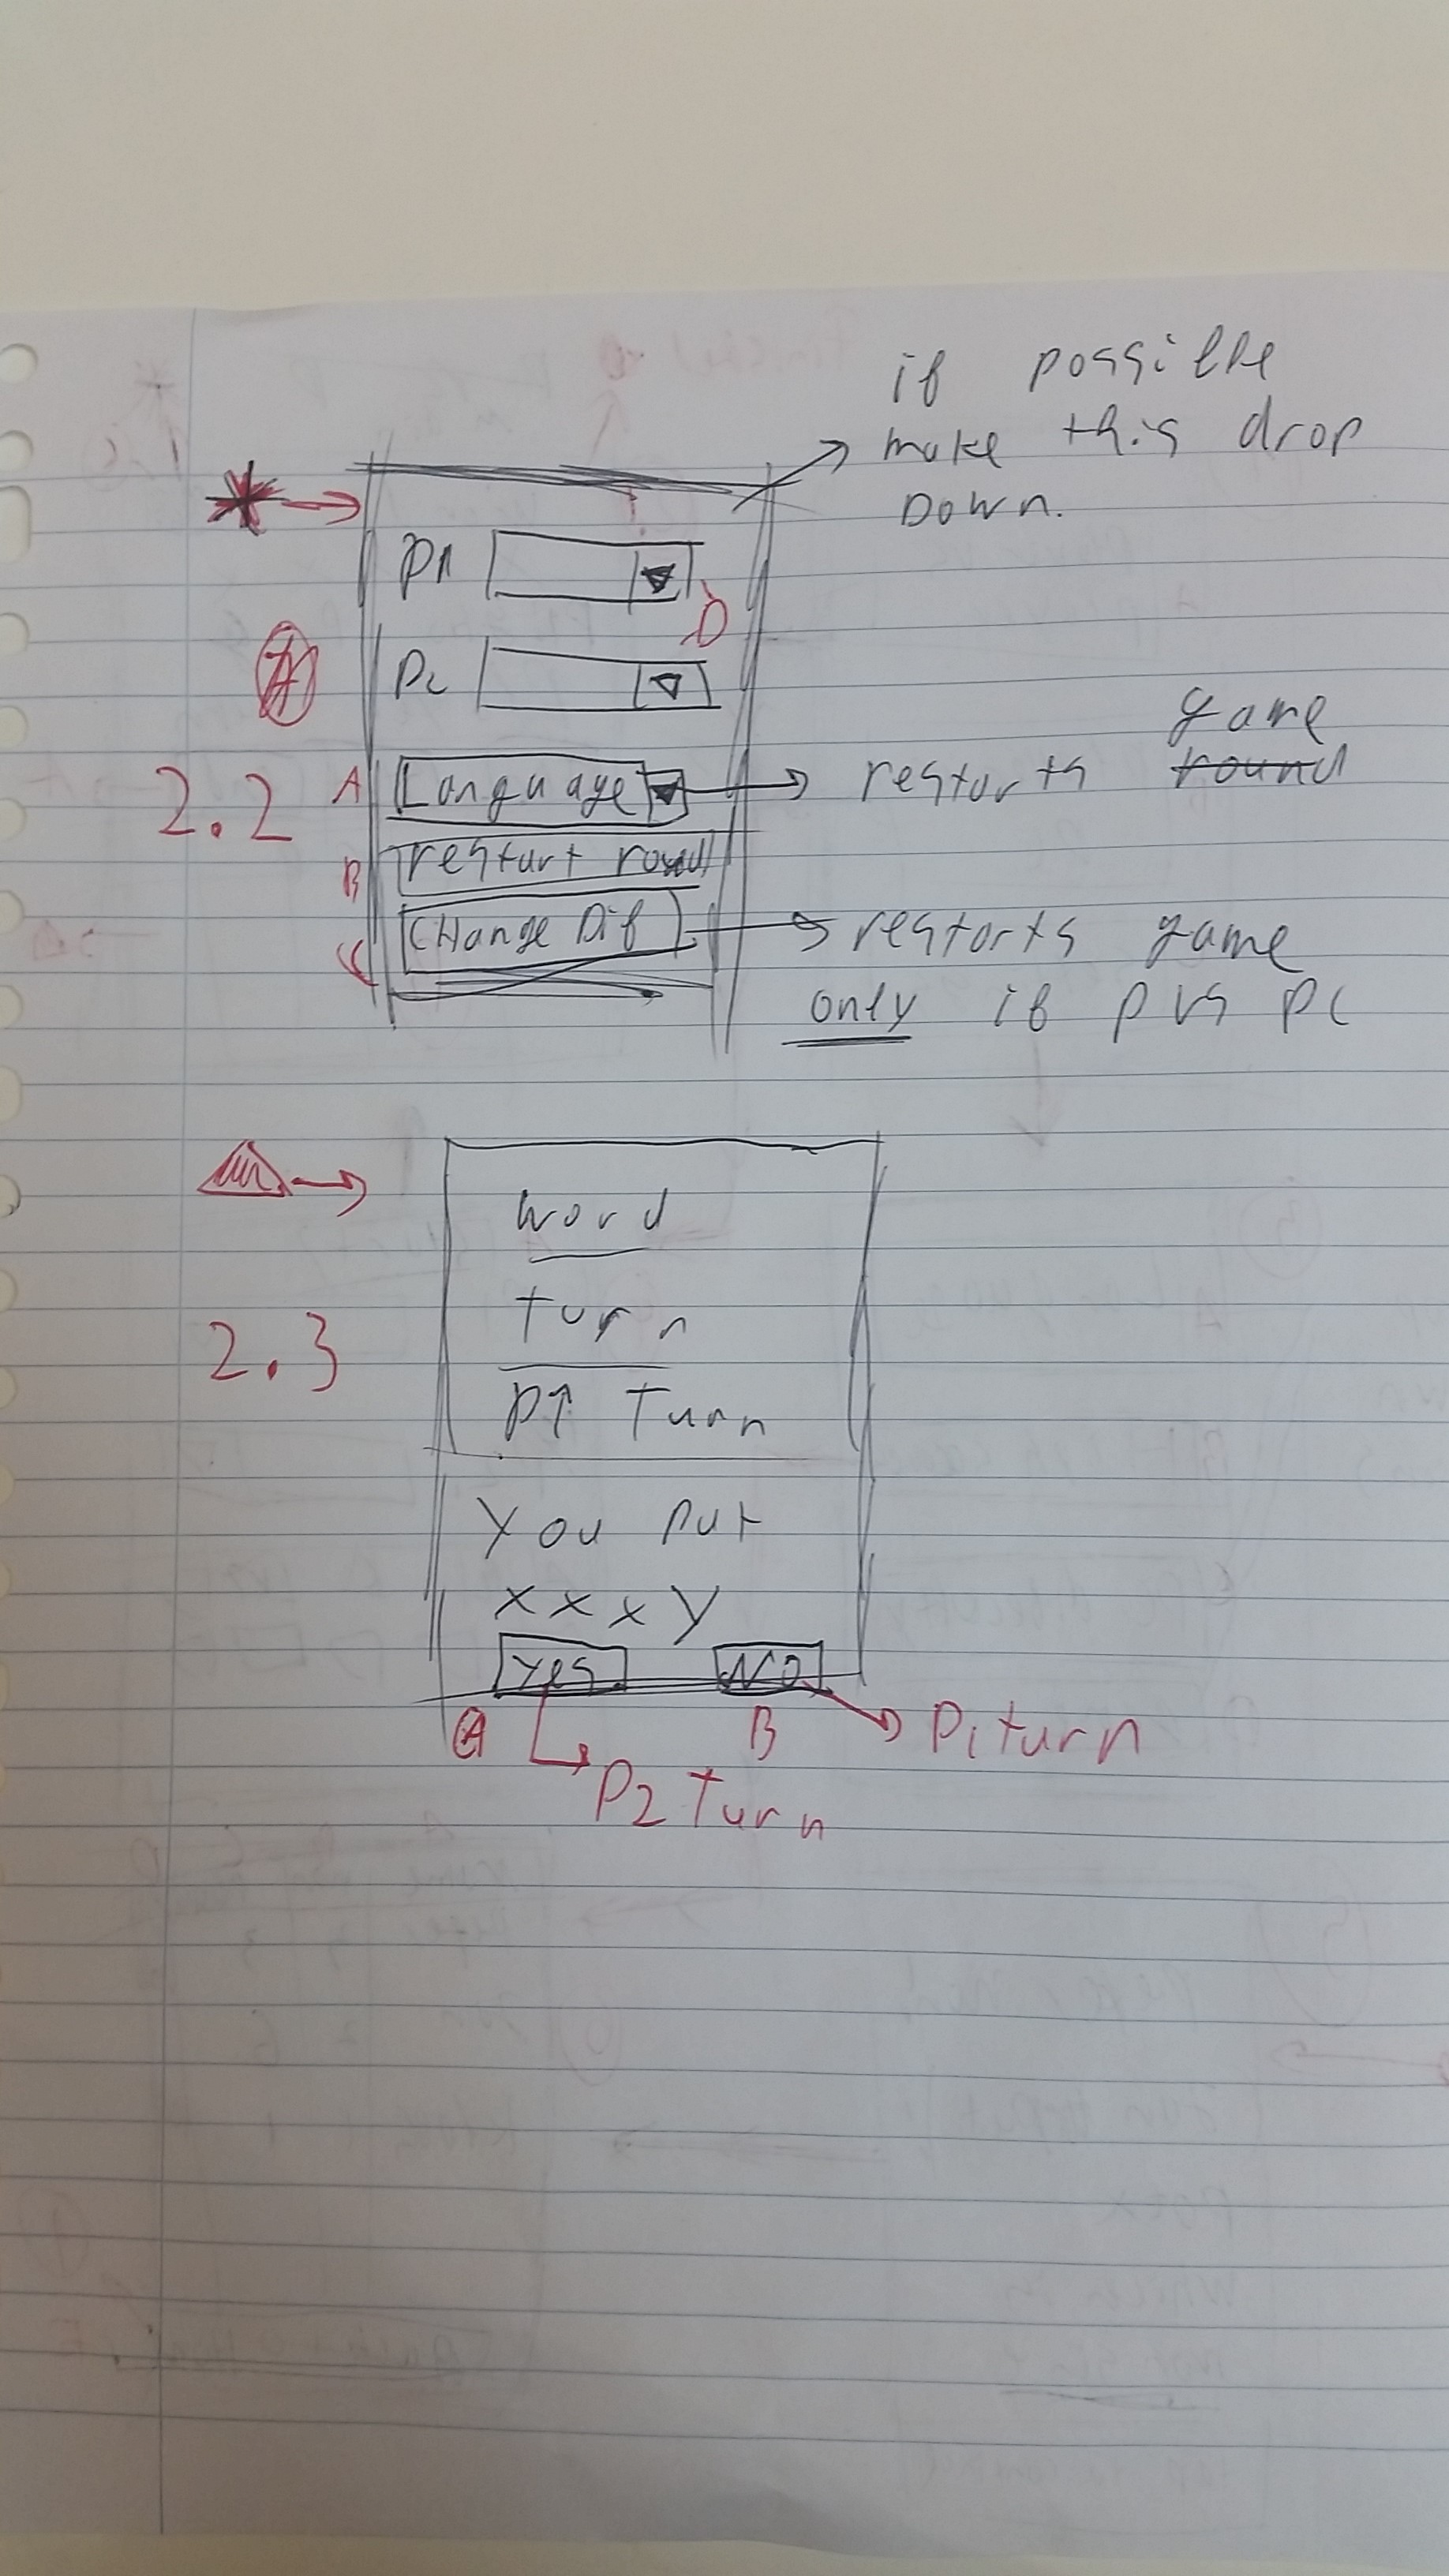 if possible
make this drop
Down.
P1
D
P2
A
2.2
A Language
restarts game
round
B restart round
C Change Dif
restarts game
only if P vs PC
word
turn
2.3
P1 Turn
You Put
x x x y
Yes No
A B
P1 turn
P2 Turn